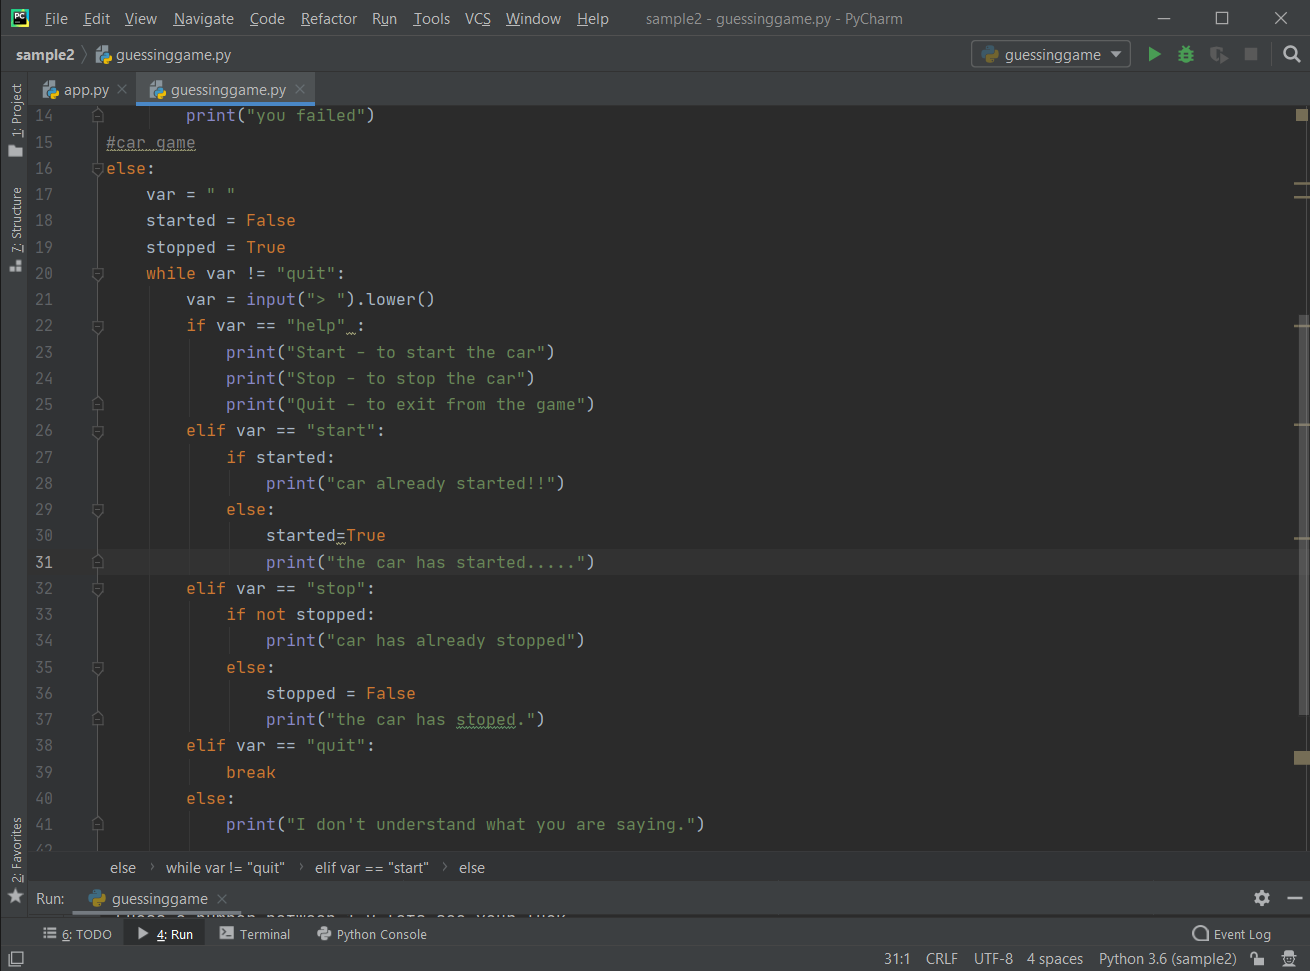 PC File Edit View Navigate Code Refactor Run Tools VCS Window Help sample2 - guessinggame.py - PyCharm
sample2 guessinggame.py guessinggame
app.py guessinggame.py
1: Project
7: Structure
2: Favorites
14 print("you failed")
15 #car game
16 else:
17 var = " "
18 started = False
19 stopped = True
20 while var != "quit":
21 var = input("> ").lower()
22 if var == "help" :
23 print("Start - to start the car")
24 print("Stop - to stop the car")
25 print("Quit - to exit from the game")
26 elif var == "start":
27 if started:
28 print("car already started!!")
29 else:
30 started=True
31 print("the car has started.....")
32 elif var == "stop":
33 if not stopped:
34 print("car has already stopped")
35 else:
36 stopped = False
37 print("the car has stoped.")
38 elif var == "quit":
39 break
40 else:
41 print("I don't understand what you are saying.")
42
else › while var != "quit" › elif var == "start" › else
Run: guessinggame
6: TODO 4: Run Terminal Python Console Event Log
31:1 CRLF UTF-8 4 spaces Python 3.6 (sample2)